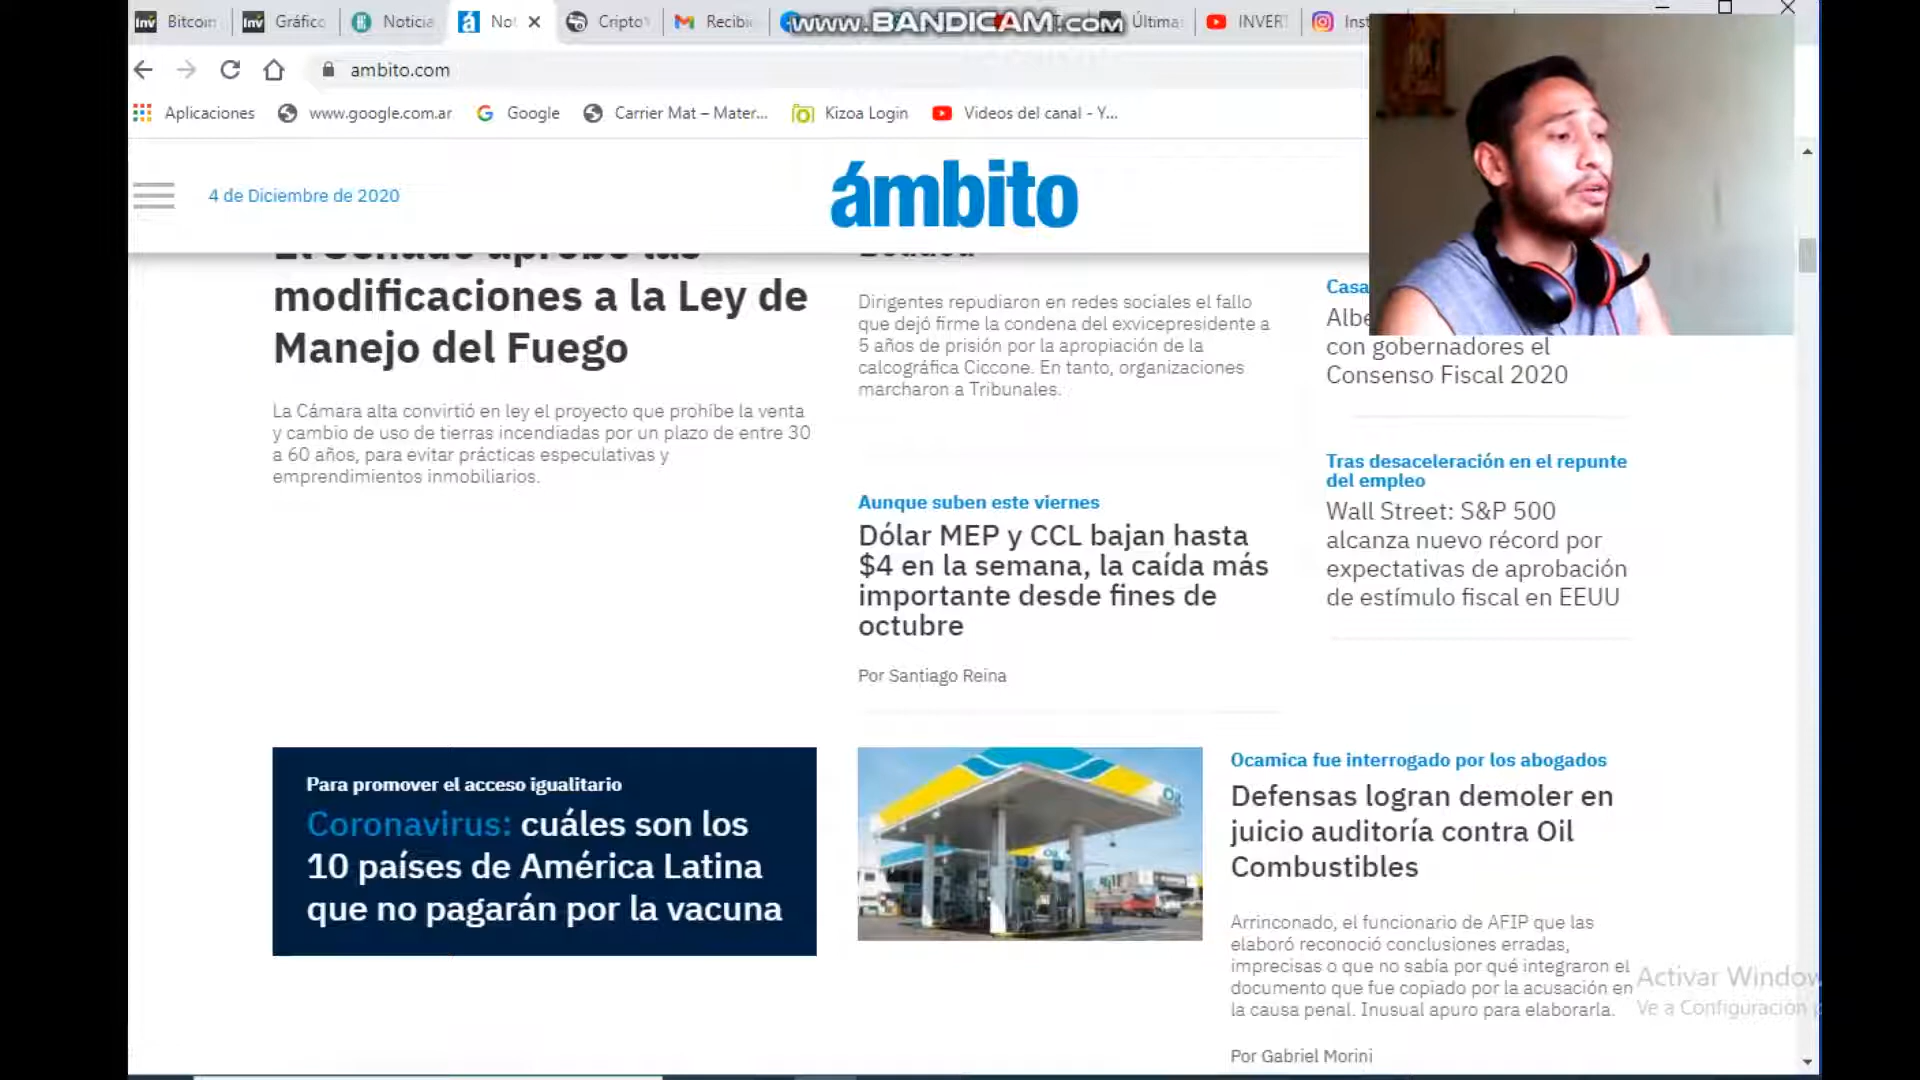 Bitcoin
Gráfico
Noticia
Not
Cripto
Recibi
www.BANDICAM.com
Última
INVERT
Inst
ambito.com
Aplicaciones
www.google.com.ar
Google
Carrier Mat – Mater...
Kizoa Login
Videos del canal - Y...
4 de Diciembre de 2020
ámbito
El Senado aprobó las
modificaciones a la Ley de
Manejo del Fuego
La Cámara alta convirtió en ley el proyecto que prohíbe la venta
y cambio de uso de tierras incendiadas por un plazo de entre 30
a 60 años, para evitar prácticas especulativas y
emprendimientos inmobiliarios.
Dirigentes repudiaron en redes sociales el fallo
que dejó firme la condena del exvicepresidente a
5 años de prisión por la apropiación de la
calcográfica Ciccone. En tanto, organizaciones
marcharon a Tribunales.
Casa
Albe
con gobernadores el
Consenso Fiscal 2020
Aunque suben este viernes
Dólar MEP y CCL bajan hasta
$4 en la semana, la caída más
importante desde fines de
octubre
Por Santiago Reina
Tras desaceleración en el repunte
del empleo
Wall Street: S&P 500
alcanza nuevo récord por
expectativas de aprobación
de estímulo fiscal en EEUU
Para promover el acceso igualitario
Coronavirus: cuáles son los
10 países de América Latina
que no pagarán por la vacuna
Ocamica fue interrogado por los abogados
Defensas logran demoler en
juicio auditoría contra Oil
Combustibles
Arrinconado, el funcionario de AFIP que las
elaboró reconoció conclusiones erradas,
imprecisas o que no sabía por qué integraron el
documento que fue copiado por la acusación en
la causa penal. Inusual apuro para elaborarla.
Por Gabriel Morini
Activar Window
Ve a Configuración p